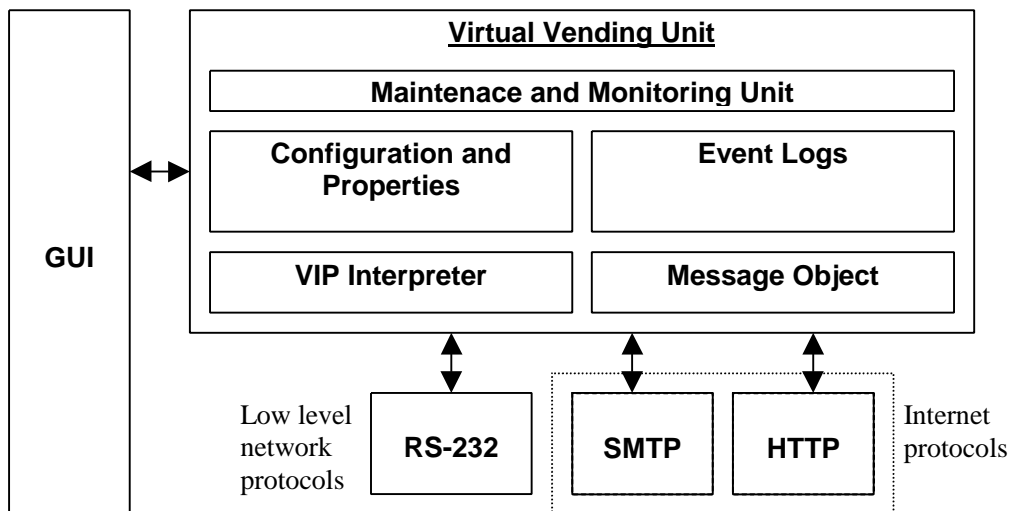 Virtual Vending Unit
Maintenace and Monitoring Unit
Configuration and
Properties
Event Logs
GUI
VIP Interpreter
Message Object
Low level
network
protocols
RS-232
SMTP
HTTP
Internet
protocols